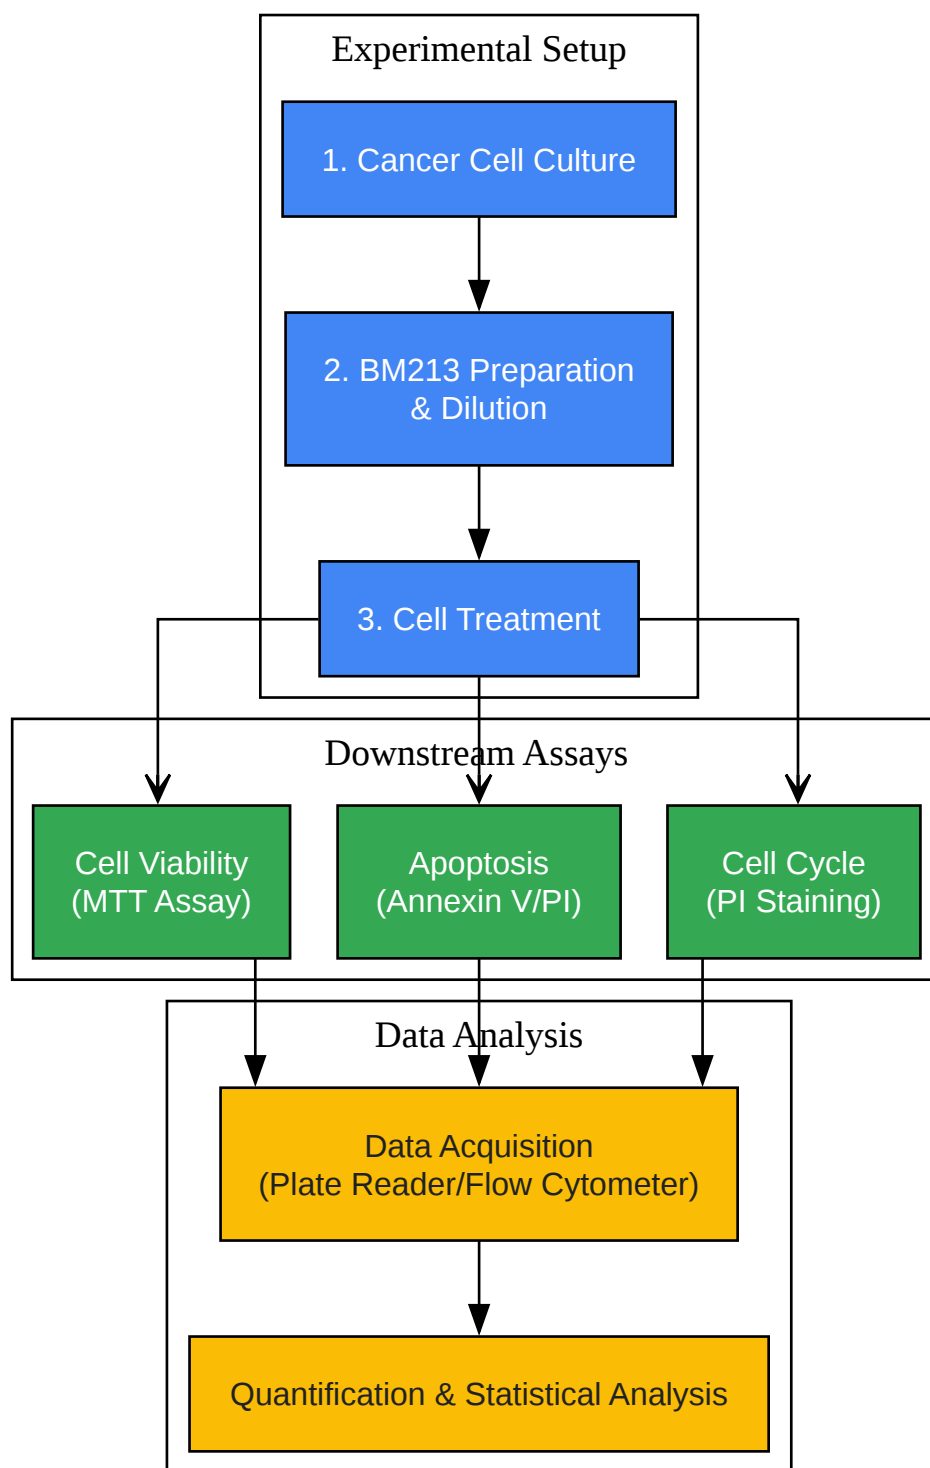 Experimental Setup
1. Cancer Cell Culture
2. BM213 Preparation
& Dilution
3. Cell Treatment
Downstream Assays
Cell Viability
(MTT Assay)
Apoptosis
(Annexin V/PI)
Cell Cycle
(PI Staining)
Data Analysis
Data Acquisition
(Plate Reader/Flow Cytometer)
Quantification & Statistical Analysis